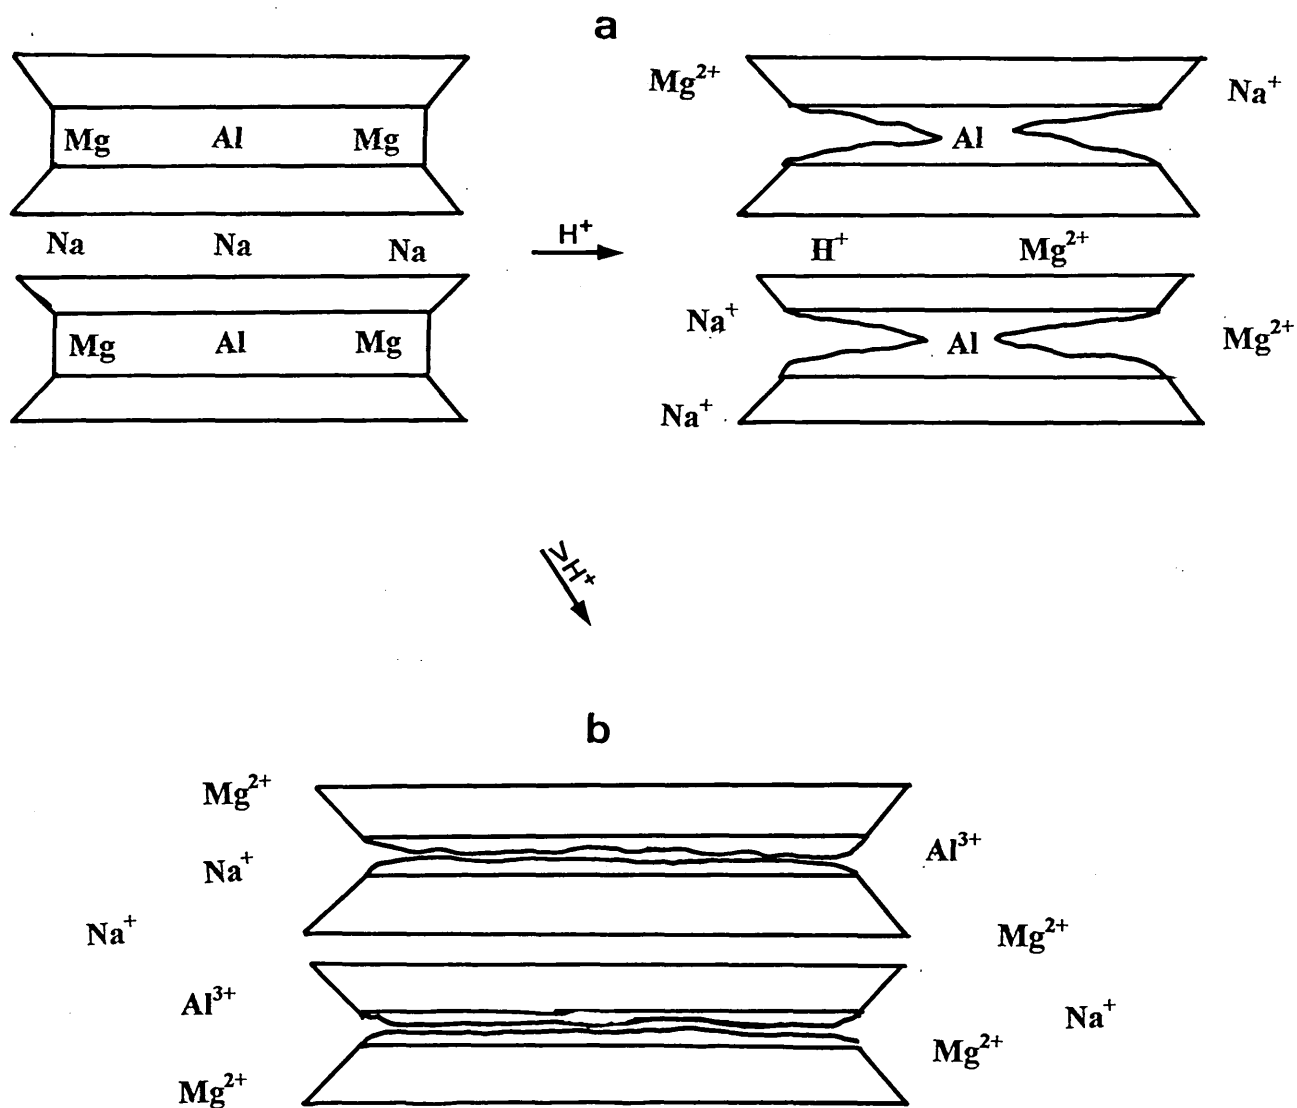 a
Mg²⁺ Na⁺
Mg Al Mg Al
Na Na Na H⁺ H⁺ Mg²⁺
Mg Al Mg Na⁺ Al Mg²⁺
Na⁺
>H⁺
b
Mg²⁺
Na⁺ Al³⁺
Na⁺ Mg²⁺
Al³⁺ Na⁺
Mg²⁺
Mg²⁺